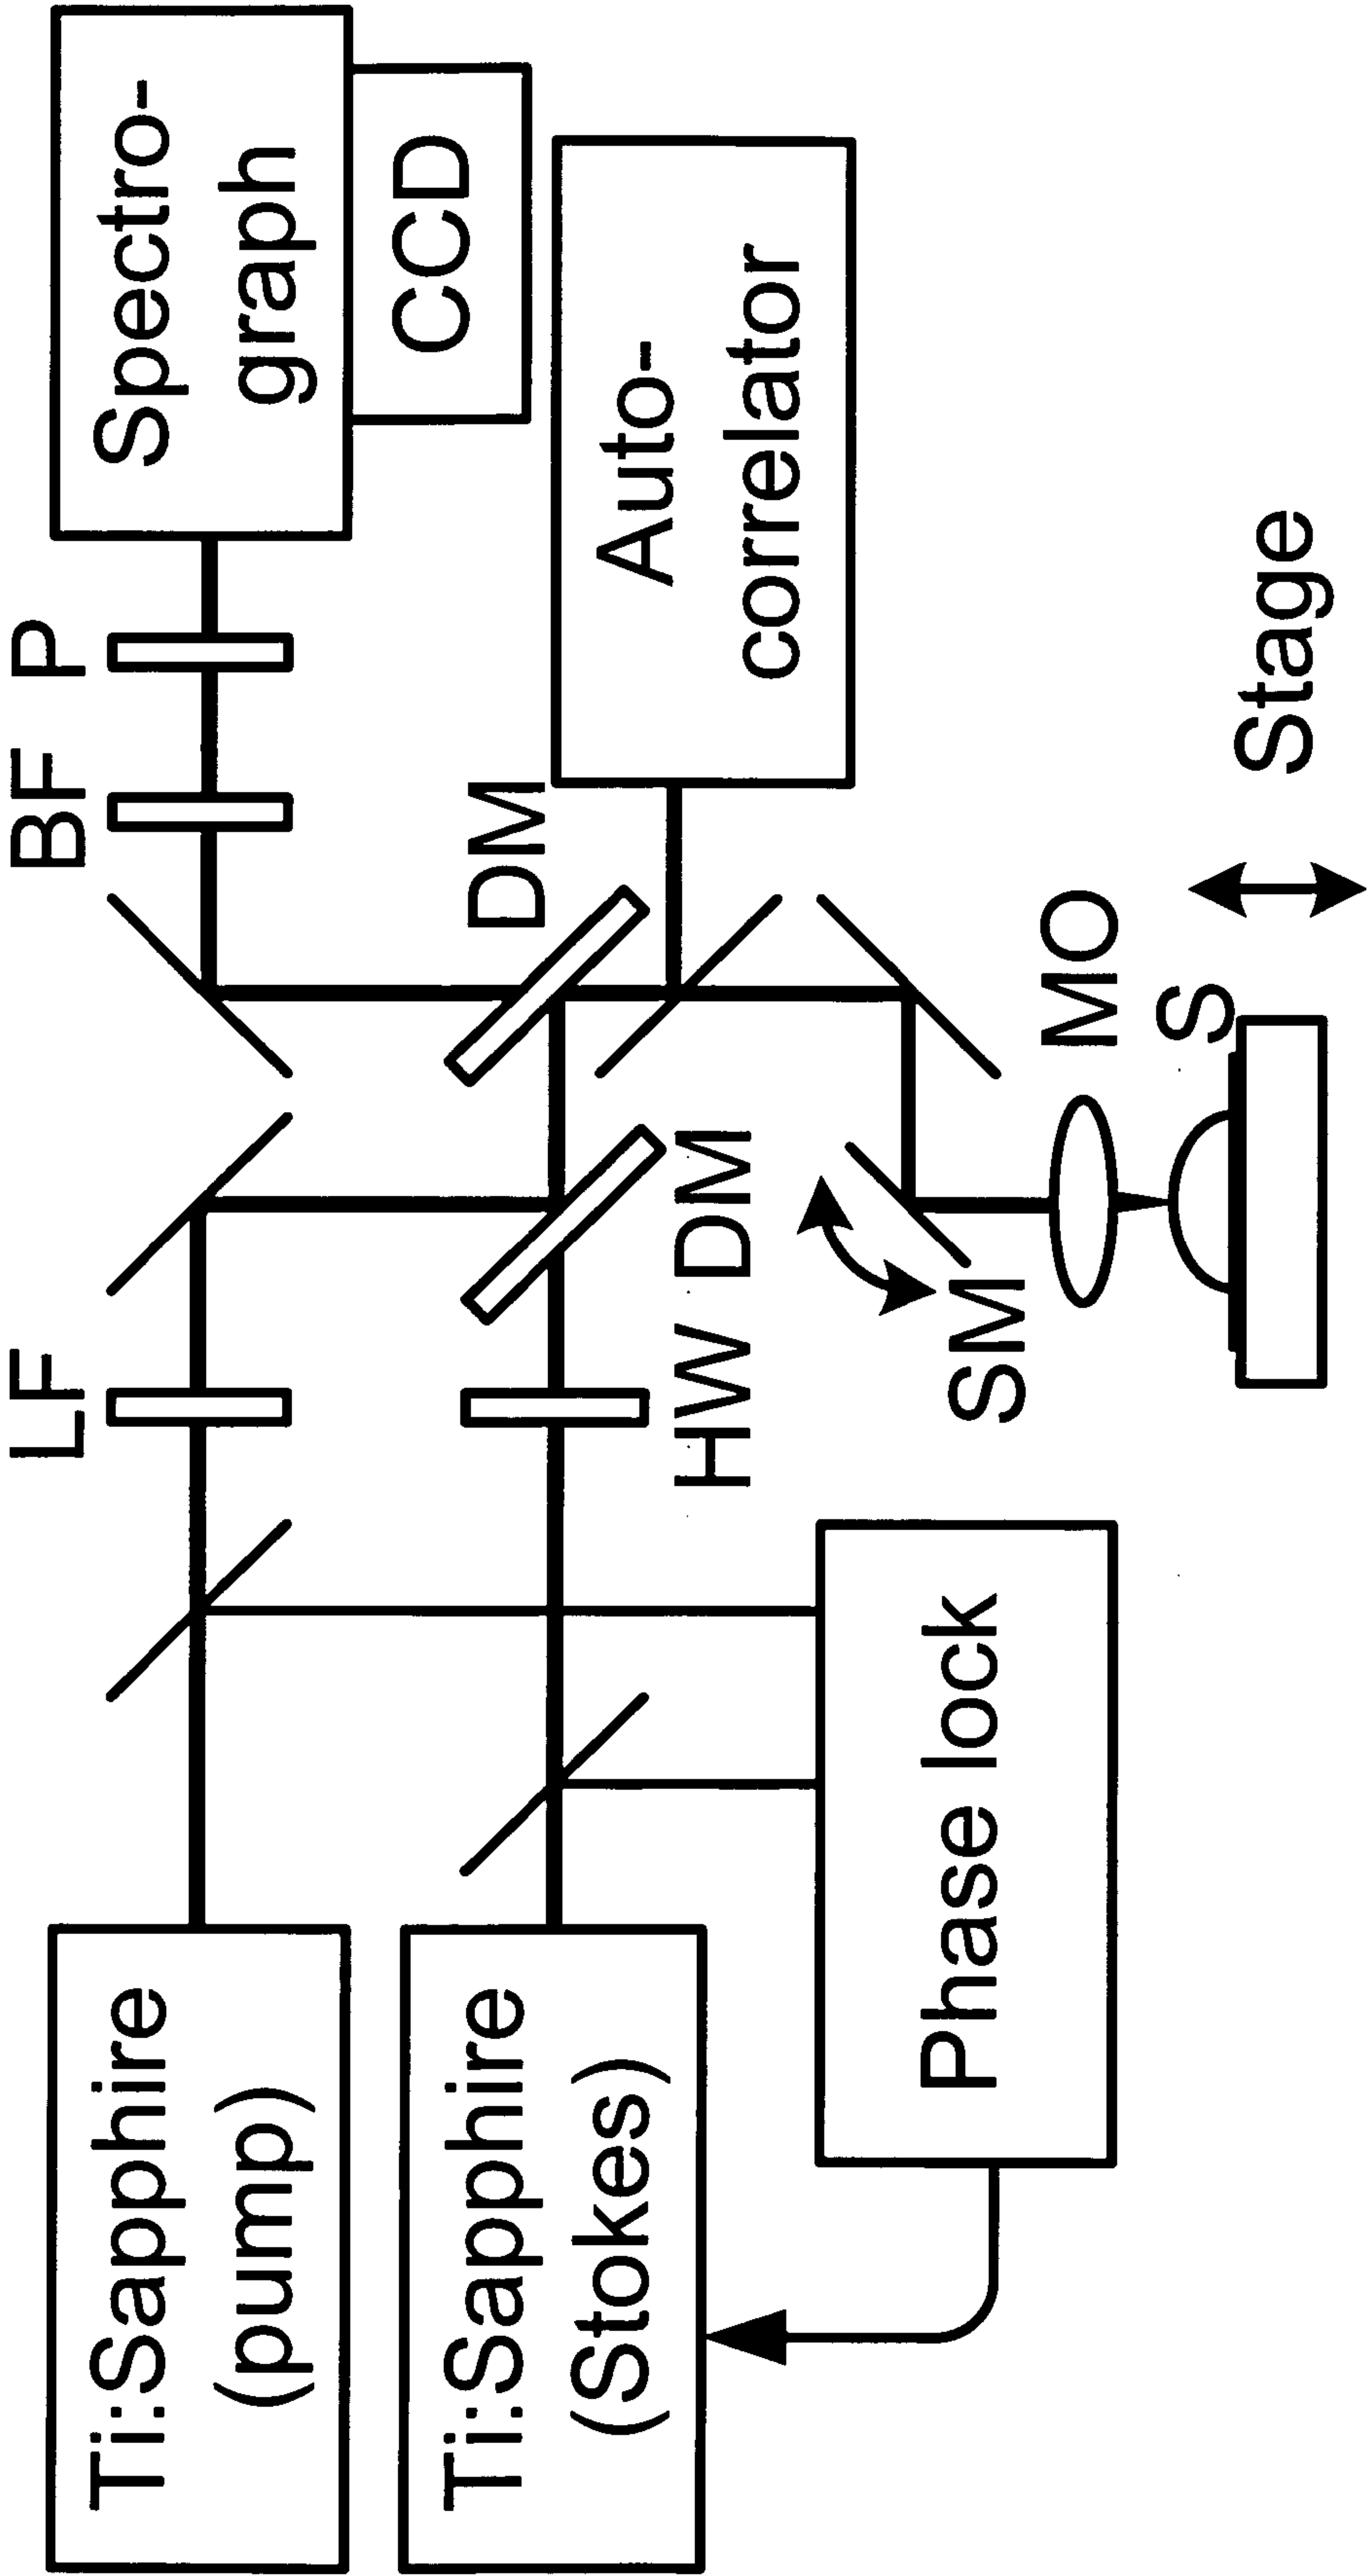 Ti:Sapphire
(pump)
Ti:Sapphire
(Stokes)
Phase lock
LF
HW DM
SM
BF P
DM
Spectro-
graph
CCD
Auto-
correlator
MO
S
Stage